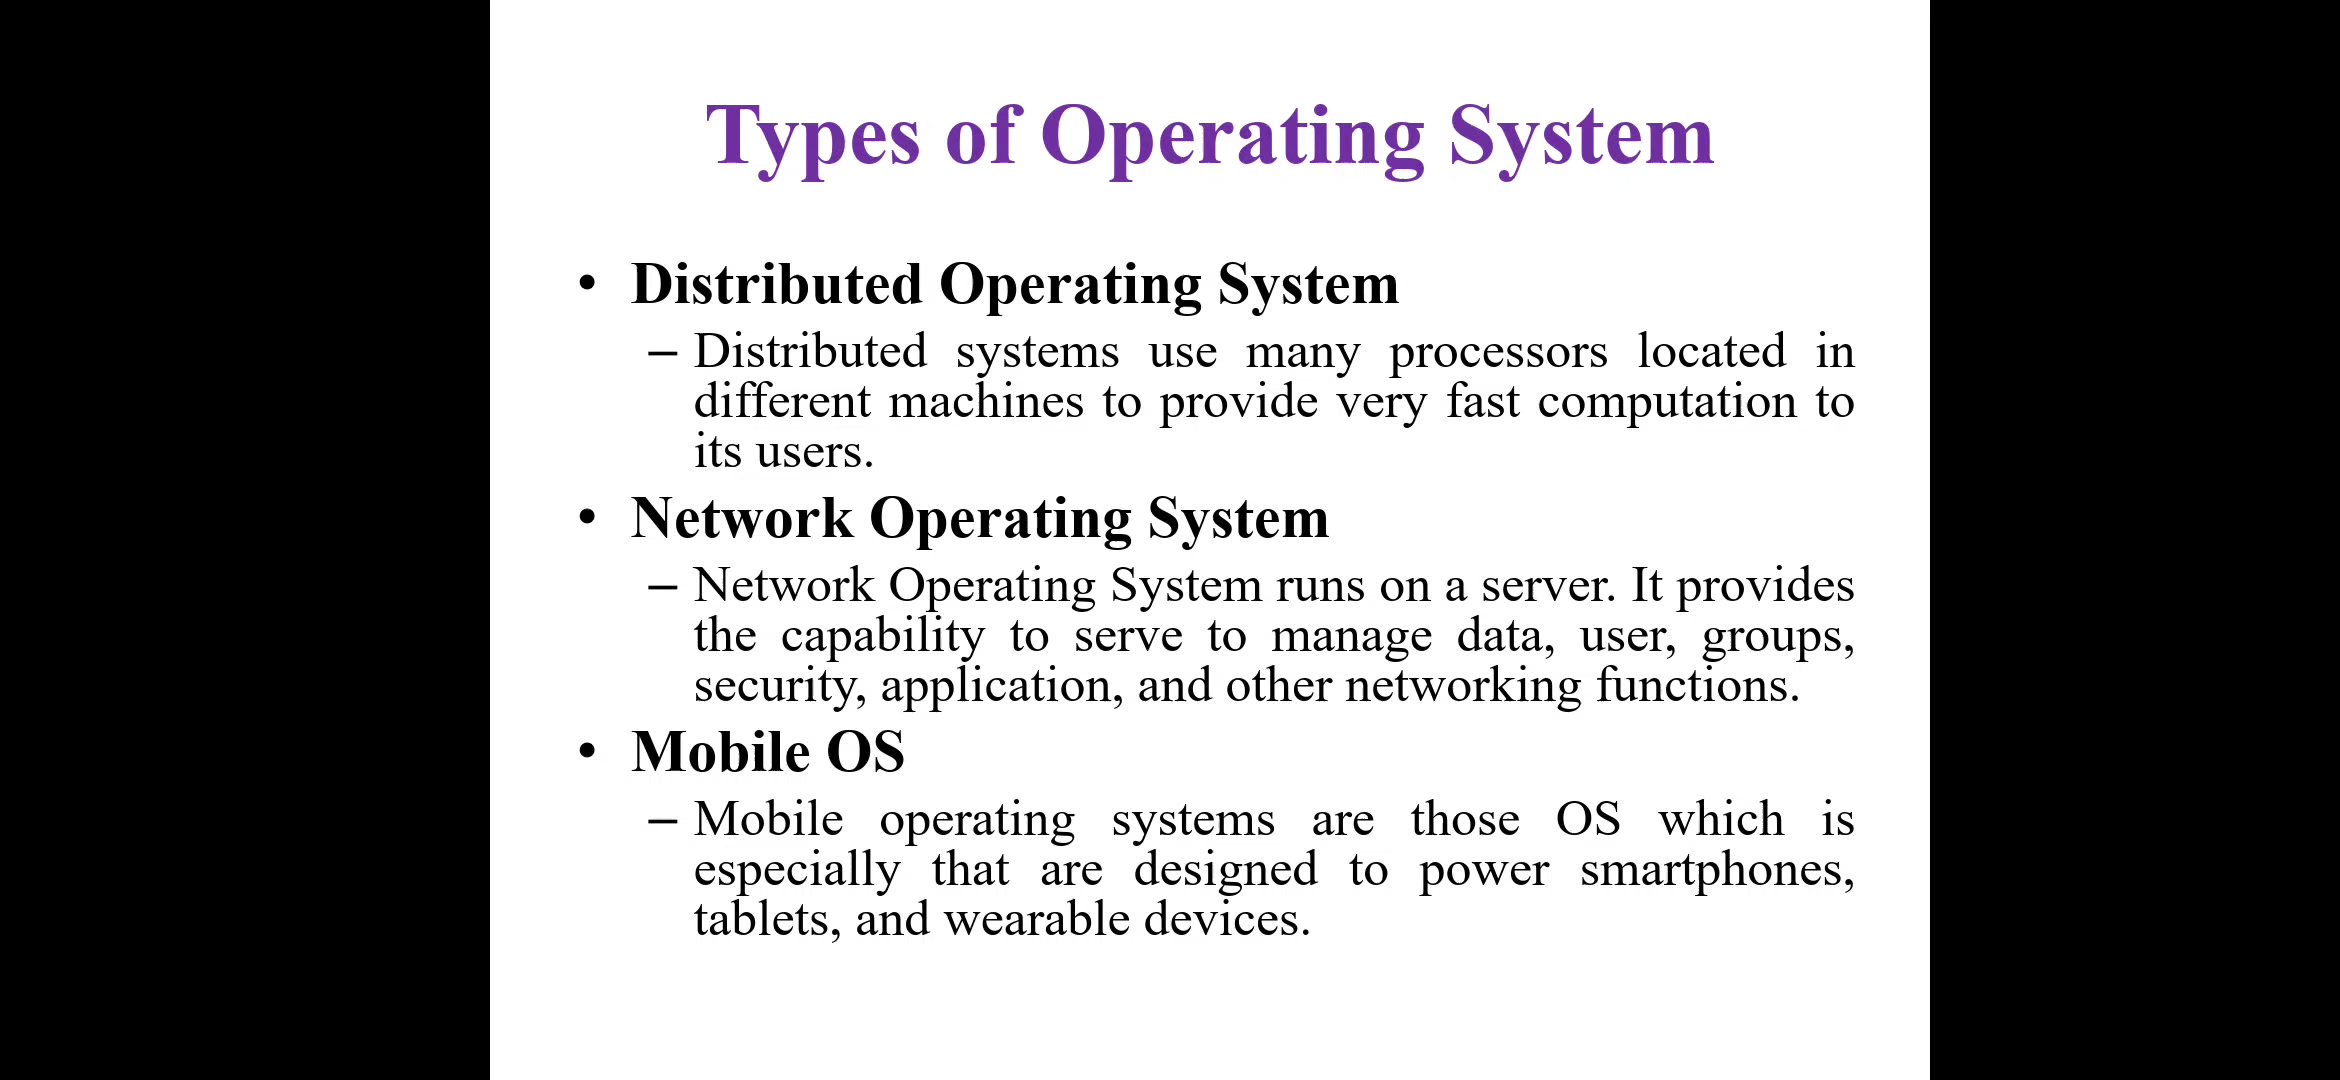 Types of Operating System
• Distributed Operating System
– Distributed systems use many processors located in
different machines to provide very fast computation to
its users.
• Network Operating System
– Network Operating System runs on a server. It provides
the capability to serve to manage data, user, groups,
security, application, and other networking functions.
• Mobile OS
– Mobile operating systems are those OS which is
especially that are designed to power smartphones,
tablets, and wearable devices.